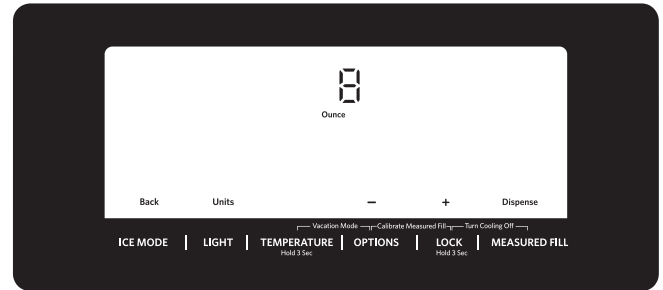 8
Ounce
Back Units – + Dispense
Vacation Mode Calibrate Measured Fill Turn Cooling Off
ICE MODE LIGHT TEMPERATURE OPTIONS LOCK MEASURED FILL
Hold 3 Sec Hold 3 Sec